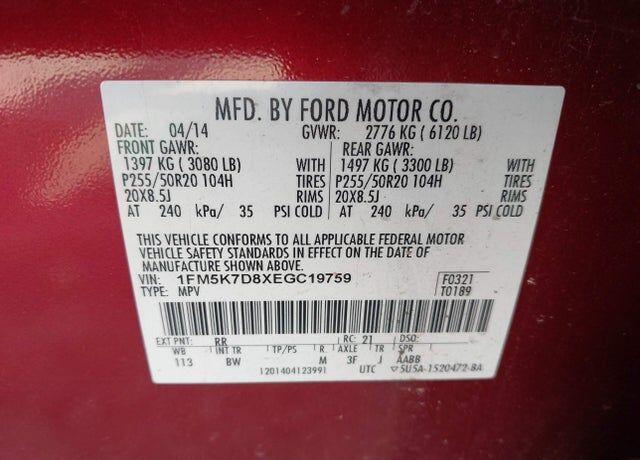 MFD. BY FORD MOTOR CO.
DATE: 04/14 GVWR: 2776 KG ( 6120 LB)
FRONT GAWR: REAR GAWR:
1397 KG ( 3080 LB) WITH 1497 KG ( 3300 LB) WITH
P255/50R20 104H TIRES P255/50R20 104H TIRES
20X8.5J RIMS 20X8.5J RIMS
AT 240 kPa/ 35 PSI COLD AT 240 kPa/ 35 PSI COLD
THIS VEHICLE CONFORMS TO ALL APPLICABLE FEDERAL MOTOR
VEHICLE SAFETY STANDARDS IN EFFECT ON THE DATE OF
MANUFACTURE SHOWN ABOVE.
VIN: 1FM5K7D8XEGC19759 F0321
TYPE: MPV T0189
EXT PNT: RR RC: 21 DSO:
WB INT TR TP/PS R AXLE TR SPR
113 BW M 3F J AABB
1201404123991 UTC ▽5U5A-1520472-BA